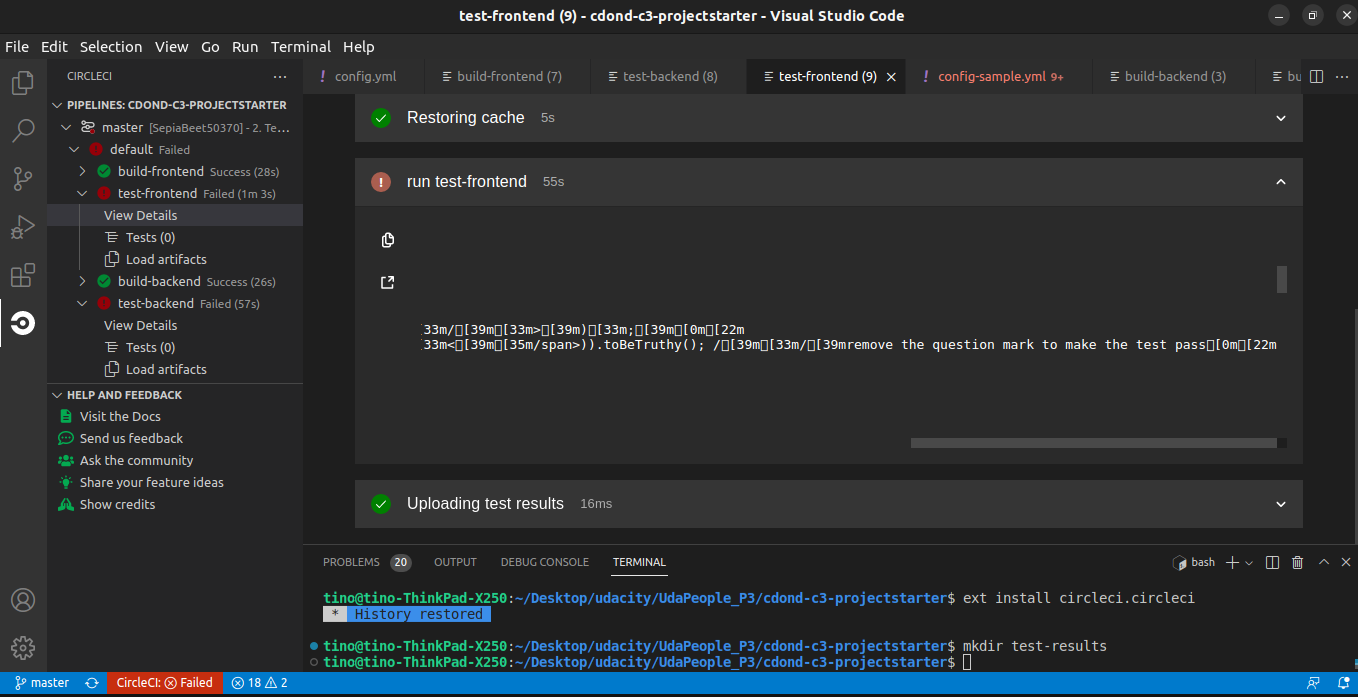 test-frontend (9) - cdond-c3-projectstarter - Visual Studio Code
File Edit Selection View Go Run Terminal Help
CIRCLECI
! config.yml
build-frontend (7)
test-backend (8)
test-frontend (9)
! config-sample.yml 9+
build-backend (3)
bu
PIPELINES: CDOND-C3-PROJECTSTARTER
master [SepiaBeet50370] - 2. Te...
default Failed
build-frontend Success (28s)
test-frontend Failed (1m 3s)
View Details
Tests (0)
Load artifacts
build-backend Success (26s)
test-backend Failed (57s)
View Details
Tests (0)
Load artifacts
HELP AND FEEDBACK
Visit the Docs
Send us feedback
Ask the community
Share your feature ideas
Show credits
Restoring cache 5s
run test-frontend 55s
33m/▯[39m▯[33m>▯[39m)▯[33m;▯[39m▯[0m▯[22m
33m<▯[39m▯[35m/span>)).toBeTruthy(); /▯[39m▯[33m/▯[39mremove the question mark to make the test pass▯[0m▯[22m
Uploading test results 16ms
PROBLEMS 20 OUTPUT DEBUG CONSOLE TERMINAL
bash
tino@tino-ThinkPad-X250:~/Desktop/udacity/UdaPeople_P3/cdond-c3-projectstarter$ ext install circleci.circleci
* History restored
tino@tino-ThinkPad-X250:~/Desktop/udacity/UdaPeople_P3/cdond-c3-projectstarter$ mkdir test-results
tino@tino-ThinkPad-X250:~/Desktop/udacity/UdaPeople_P3/cdond-c3-projectstarter$
master
CircleCI: Failed
18 2